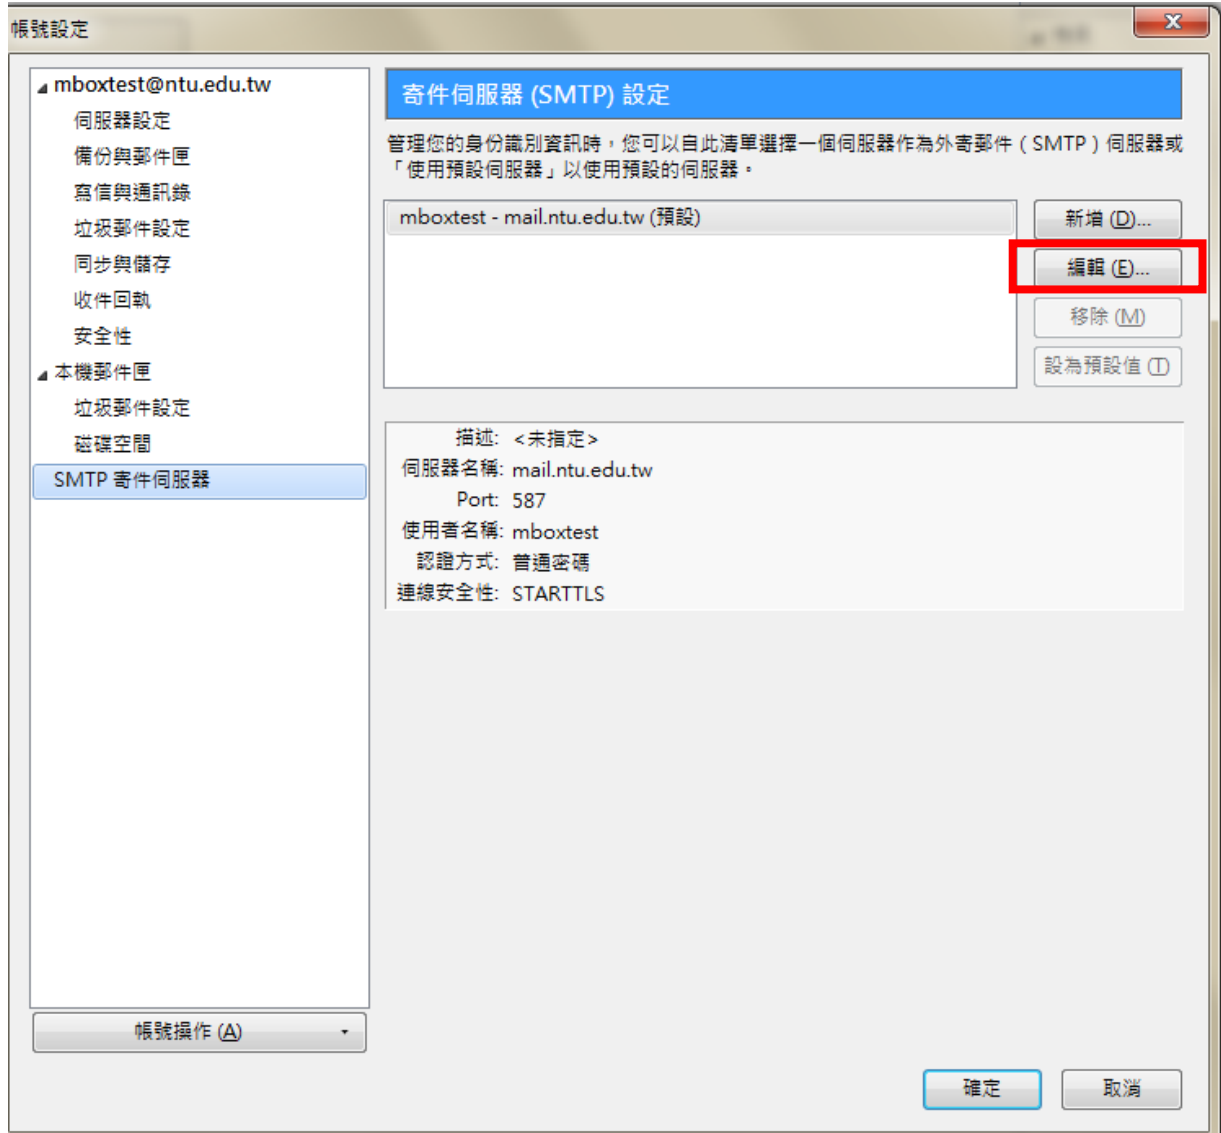 帳號設定
mboxtest@ntu.edu.tw
伺服器設定
備份與郵件匣
寫信與通訊錄
垃圾郵件設定
同步與儲存
收件回執
安全性
本機郵件匣
垃圾郵件設定
磁碟空間
SMTP 寄件伺服器
帳號操作 (A)
寄件伺服器 (SMTP) 設定
管理您的身份識別資訊時，您可以自此清單選擇一個伺服器作為外寄郵件 ( SMTP ) 伺服器或
「使用預設伺服器」以使用預設的伺服器。
mboxtest - mail.ntu.edu.tw (預設)
新增 (D)...
編輯 (E)...
移除 (M)
設為預設值 (T)
描述: <未指定>
伺服器名稱: mail.ntu.edu.tw
Port: 587
使用者名稱: mboxtest
認證方式: 普通密碼
連線安全性: STARTTLS
確定
取消